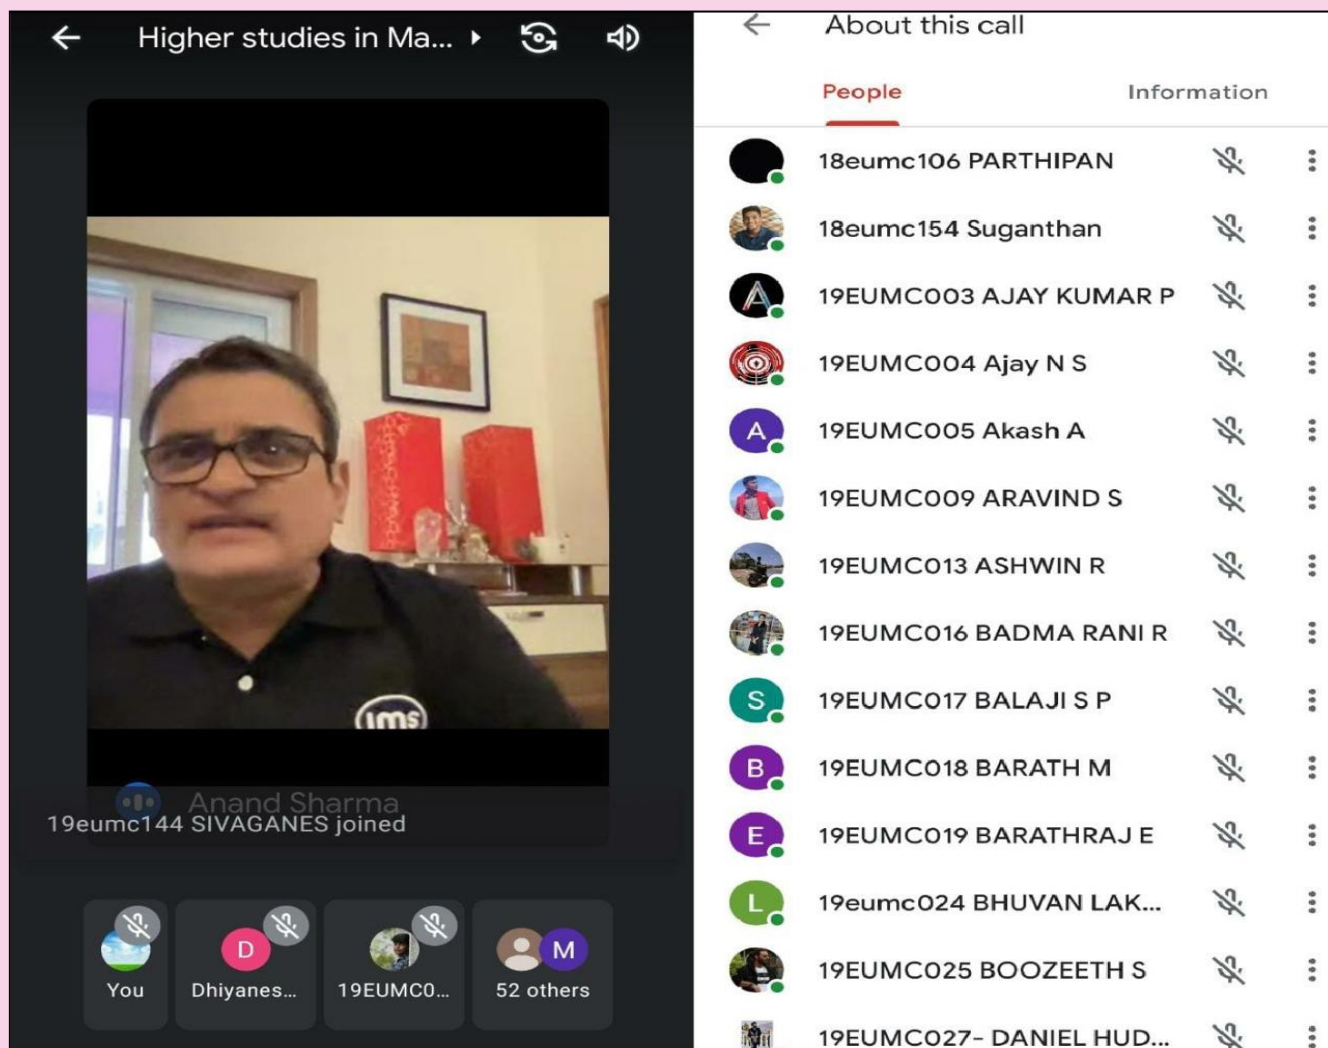 Higher studies in Ma...
ims
Anand Sharma
19eumc144 SIVAGANES joined
D
M
You
Dhiyanes...
19EUMC0...
52 others
About this call
People
Information
18eumc106 PARTHIPAN
18eumc154 Suganthan
A
19EUMC003 AJAY KUMAR P
19EUMC004 Ajay N S
A
19EUMC005 Akash A
19EUMC009 ARAVIND S
19EUMC013 ASHWIN R
19EUMC016 BADMA RANI R
S
19EUMC017 BALAJI S P
B
19EUMC018 BARATH M
E
19EUMC019 BARATHRAJ E
L
19eumc024 BHUVAN LAK...
19EUMC025 BOOZEETH S
19EUMC027- DANIEL HUD...